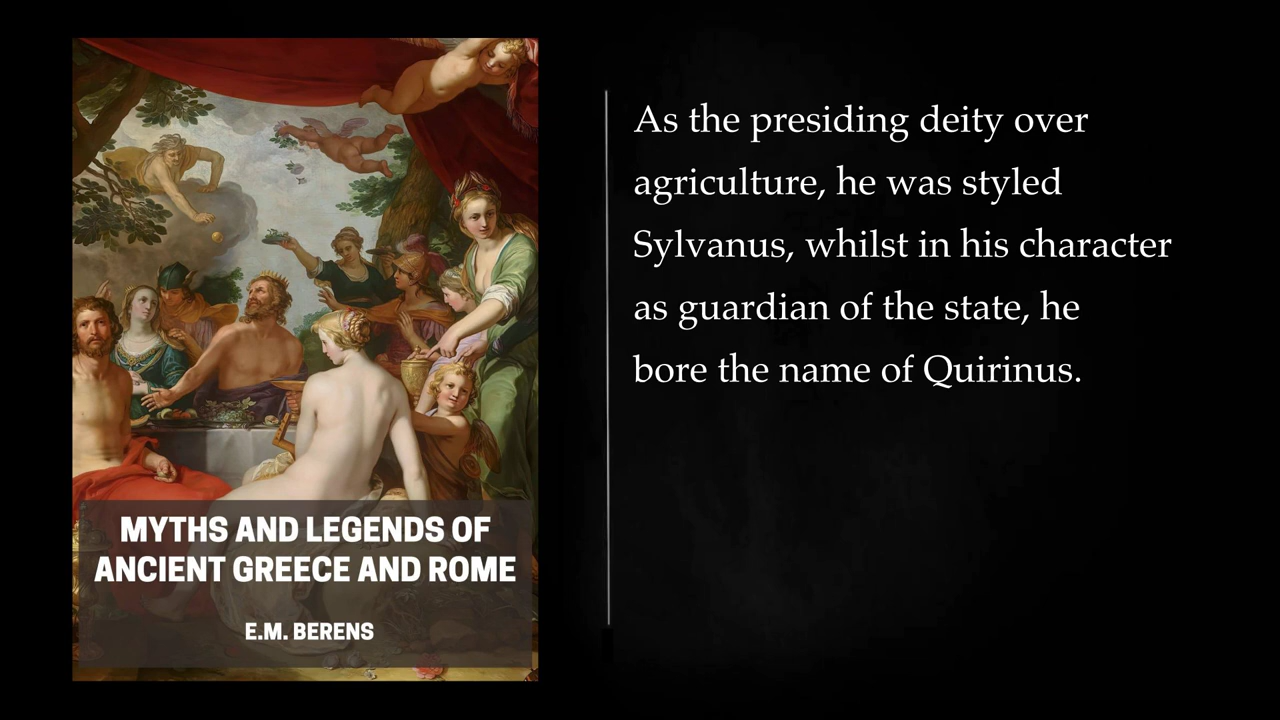 MYTHS AND LEGENDS OF
ANCIENT GREECE AND ROME
E.M. BERENS
As the presiding deity over
agriculture, he was styled
Sylvanus, whilst in his character
as guardian of the state, he
bore the name of Quirinus.